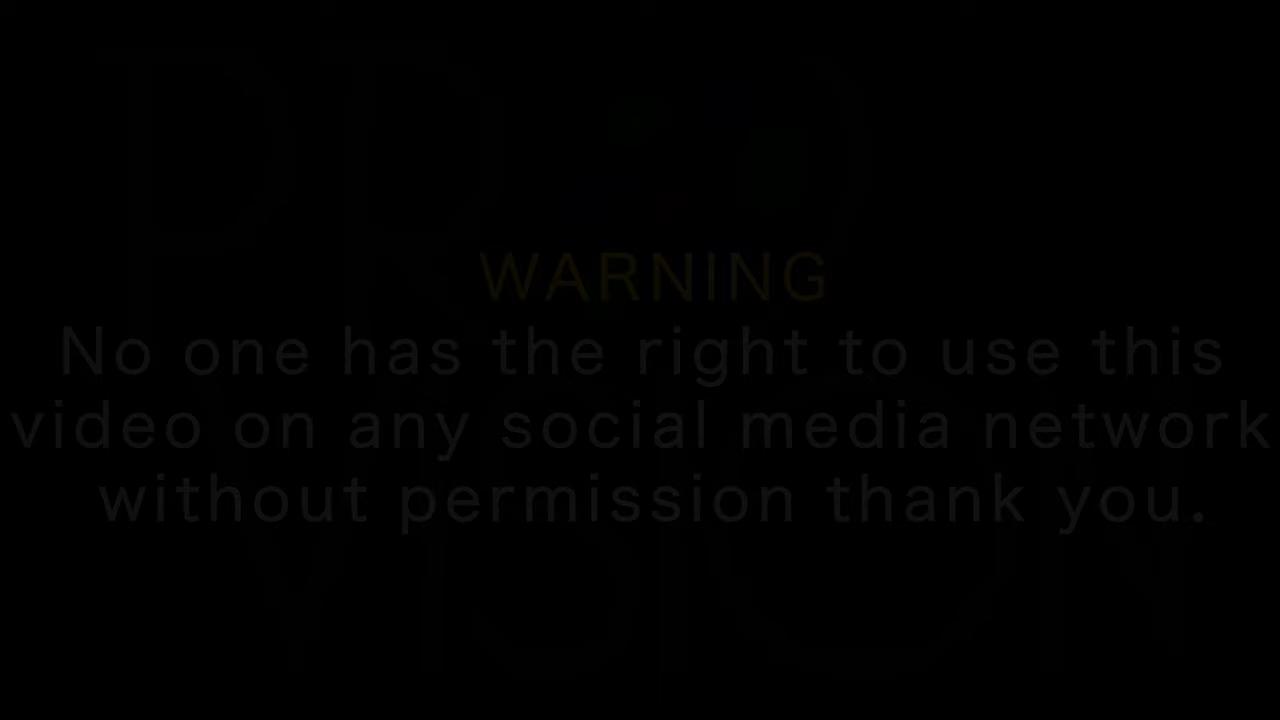 WARNING
No one has the right to use this
video on any social media network
without permission thank you.